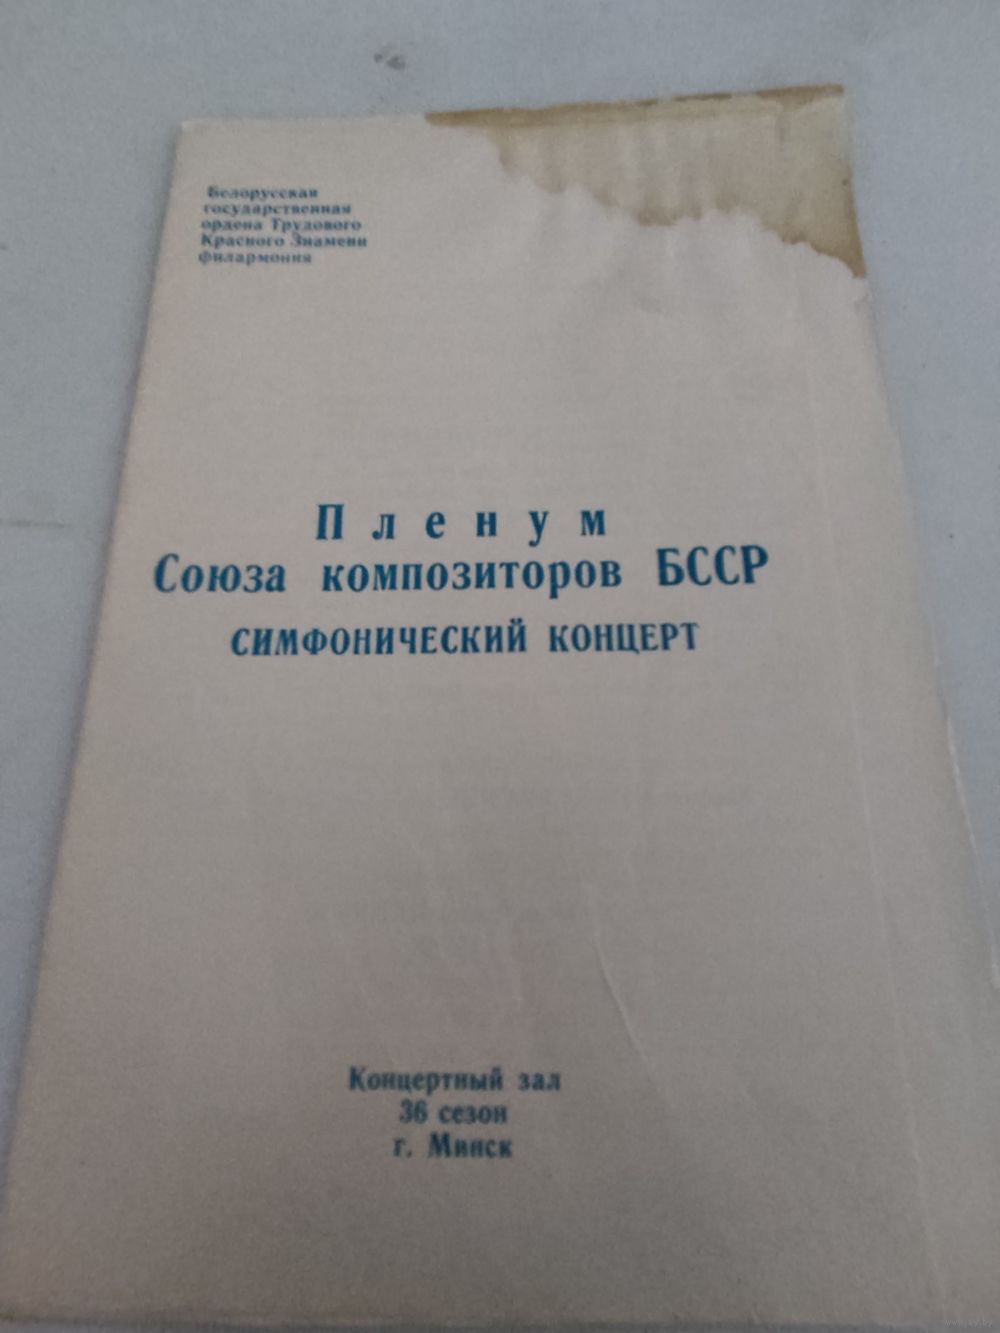 Белорусская
государственная
ордена Трудового
Красного Знамени
филармония
Пленум
Союза композиторов БССР
СИМФОНИЧЕСКИЙ КОНЦЕРТ
Концертный зал
36 сезон
г. Минск